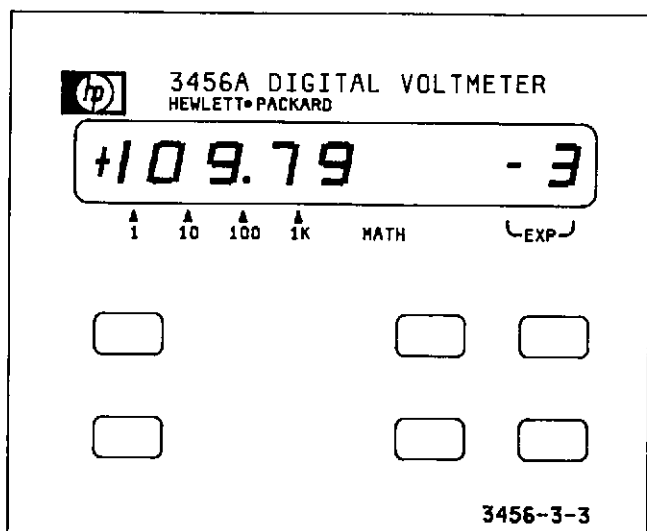 hp 3456A DIGITAL VOLTMETER
HEWLETT•PACKARD
+109.79 - 3
1 10 100 1K MATH EXP
3456-3-3